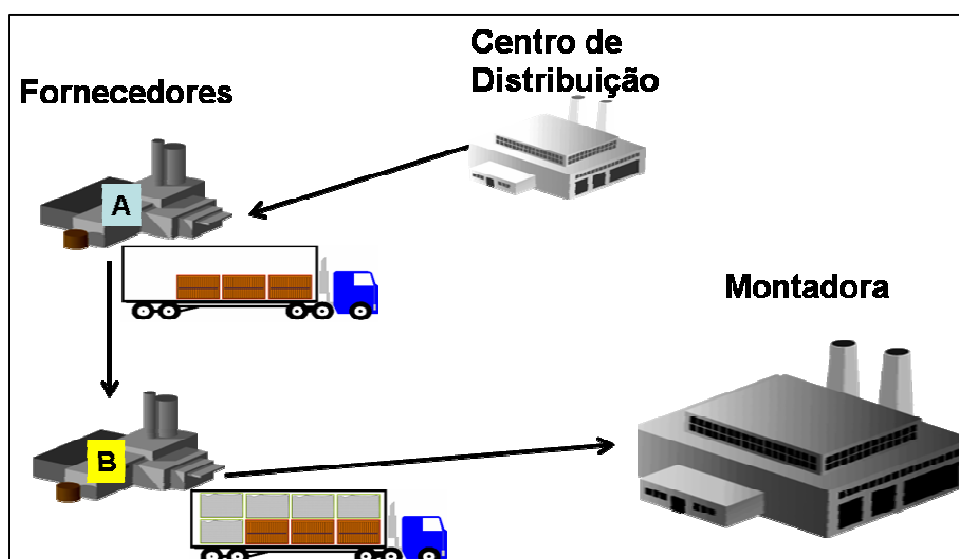 Centro de
Distribuição
Fornecedores
A
Montadora
B